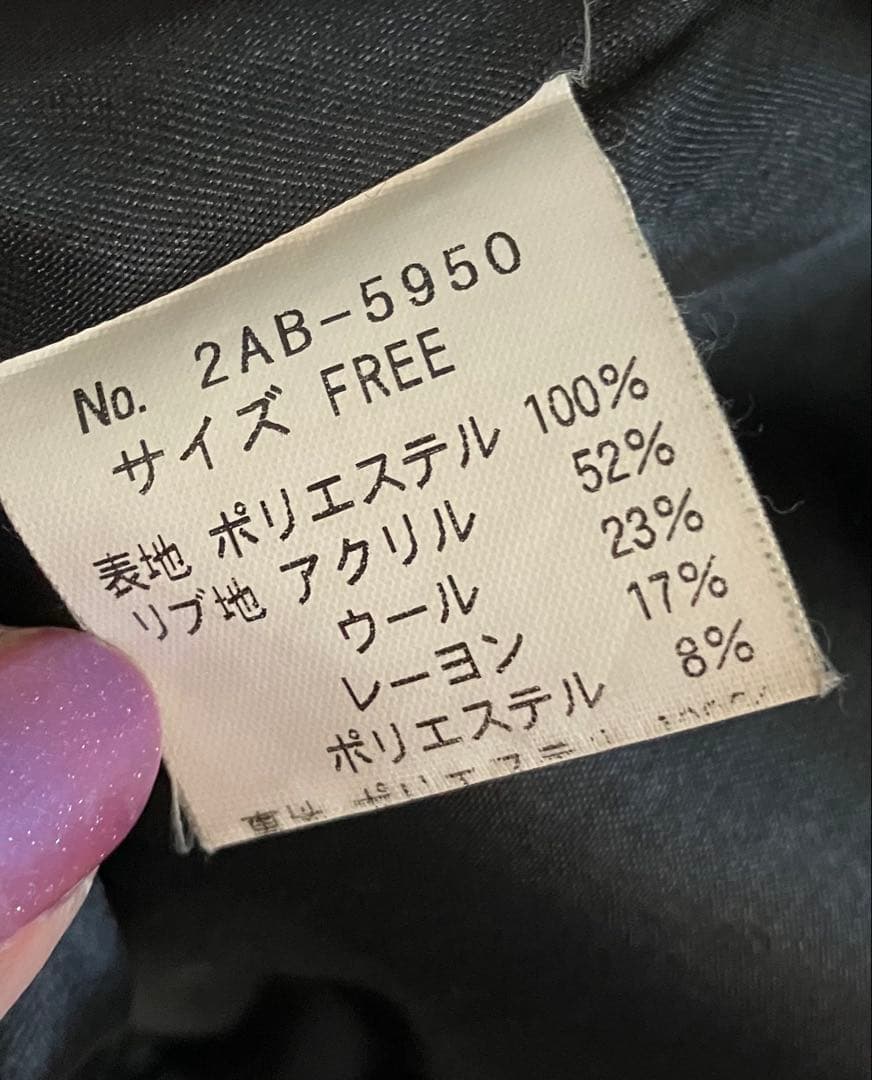 No. 2AB-5950
サイズ FREE
表地 ポリエステル 100%
リブ地 アクリル 52%
ウール 23%
レーヨン 17%
ポリエステル 8%